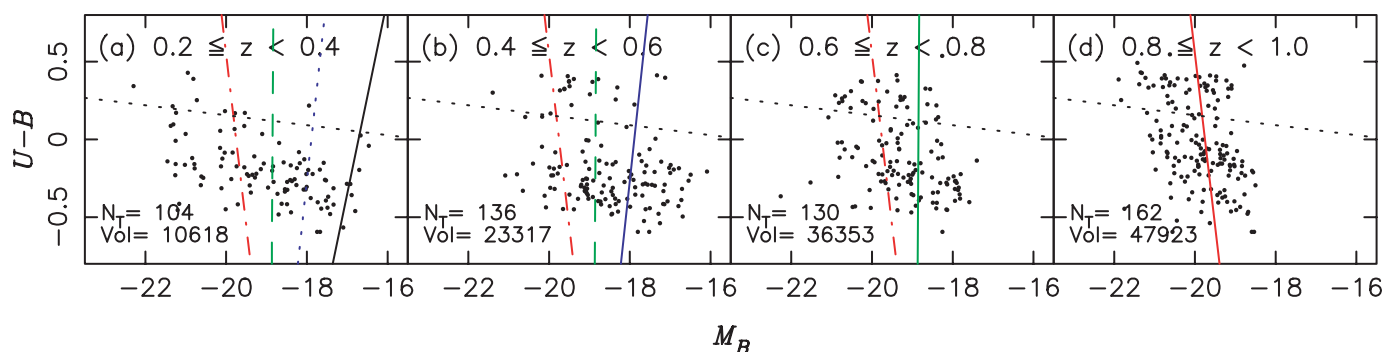 (a) 0.2 ≦ z < 0.4
(b) 0.4 ≦ z < 0.6
(c) 0.6 ≦ z < 0.8
(d) 0.8 ≦ z < 1.0
U−B
0.5
0
−0.5
N_T= 104
Vol= 10618
N_T= 136
Vol= 23317
N_T= 130
Vol= 36353
N_T= 162
Vol= 47923
−22 −20 −18 −16 −22 −20 −18 −16 −22 −20 −18 −16 −22 −20 −18 −16
M_B